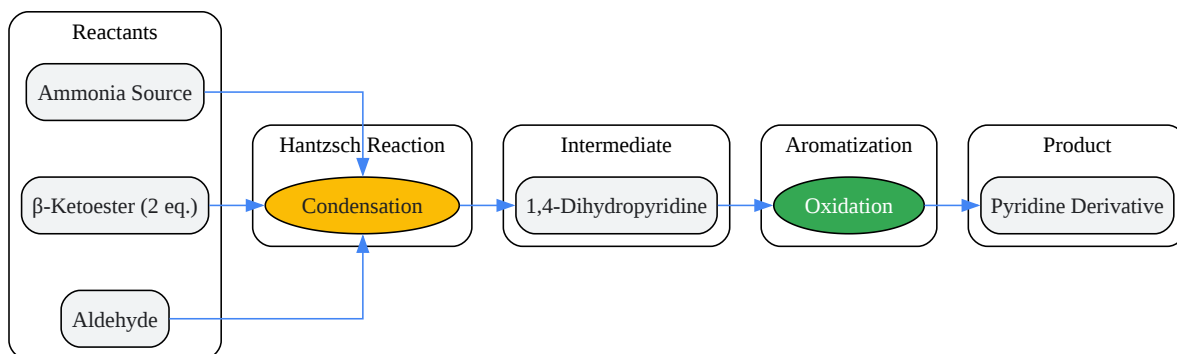 Reactants
Ammonia Source
β-Ketoester (2 eq.)
Aldehyde
Hantzsch Reaction
Condensation
Intermediate
1,4-Dihydropyridine
Aromatization
Oxidation
Product
Pyridine Derivative